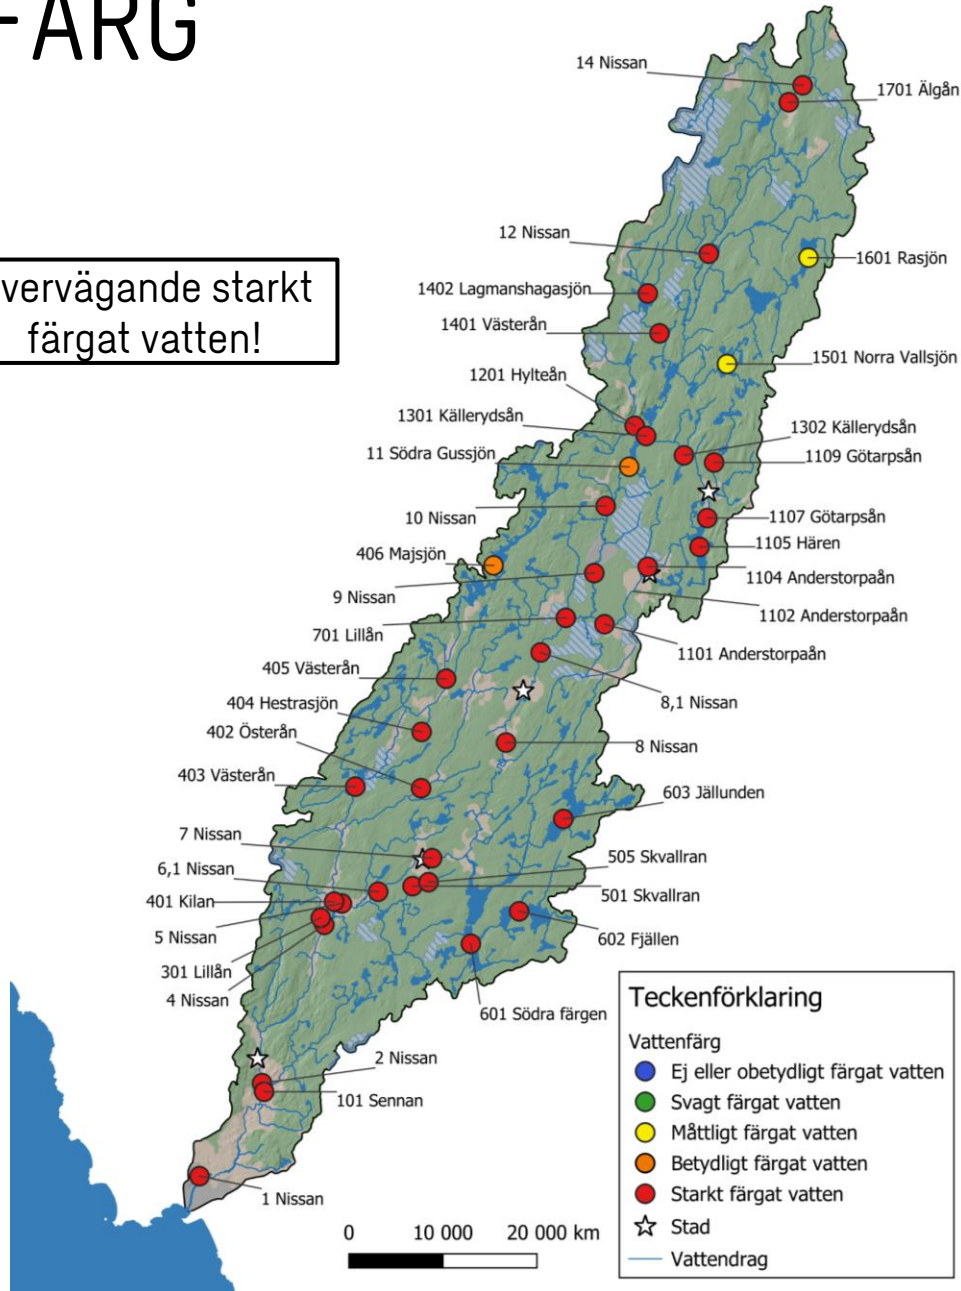 FÄRG
14 Nissan
1701 Älgån
12 Nissan
1601 Rasjön
vervägande starkt
färgat vatten!
1402 Lagmanshagasjön
1401 Västerån
1501 Norra Vallsjön
1201 Hylteån
1301 Källerydsån
1302 Källerydsån
11 Södra Gussjön
1109 Götarpsån
10 Nissan
1107 Götarpsån
406 Majsjön
1105 Hären
9 Nissan
1104 Anderstorpaån
1102 Anderstorpaån
701 Lillån
1101 Anderstorpaån
405 Västerån
8,1 Nissan
404 Hestrasjön
402 Österån
8 Nissan
403 Västerån
603 Jällunden
7 Nissan
505 Skvallran
6,1 Nissan
501 Skvallran
401 Kilan
5 Nissan
602 Fjällen
301 Lillån
4 Nissan
601 Södra färgen
2 Nissan
101 Sennan
1 Nissan
Teckenförklaring
Vattenfärg
Ej eller obetydligt färgat vatten
Svagt färgat vatten
Måttligt färgat vatten
Betydligt färgat vatten
Starkt färgat vatten
Stad
Vattendrag
0 10 000 20 000 km